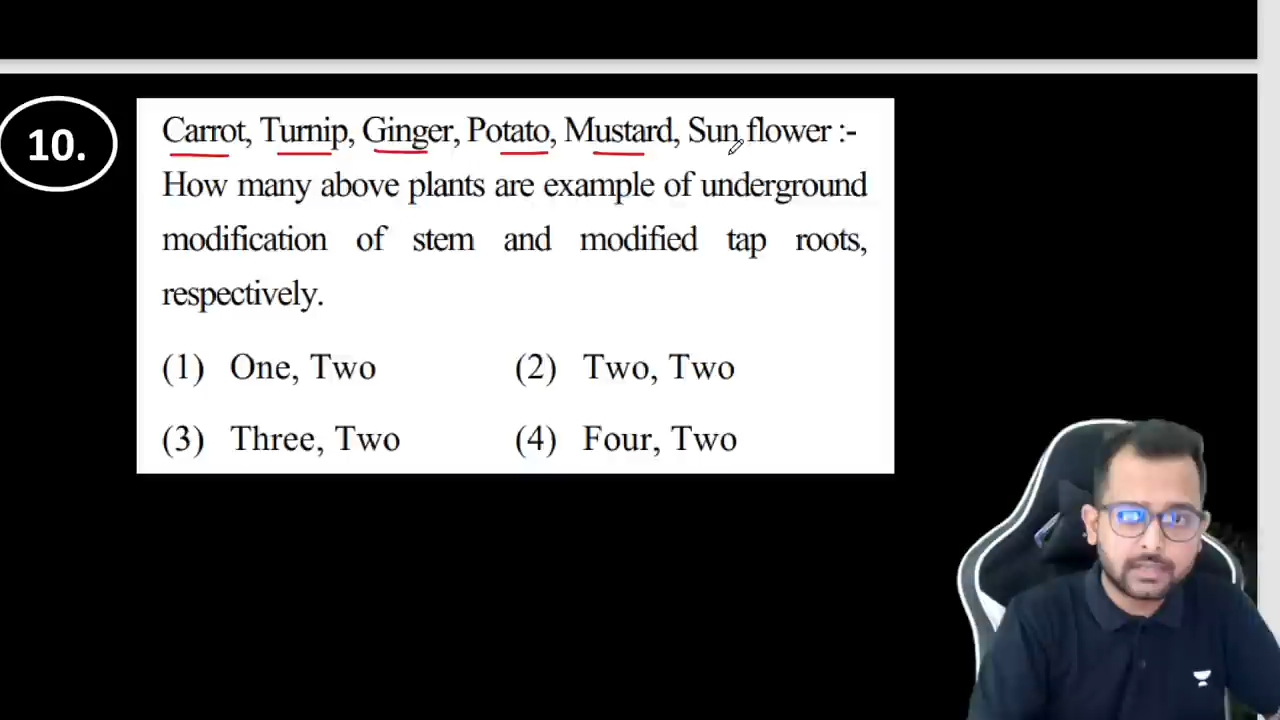 10.
Carrot, Turnip, Ginger, Potato, Mustard, Sun flower :-
How many above plants are example of underground
modification of stem and modified tap roots,
respectively.
(1) One, Two (2) Two, Two
(3) Three, Two (4) Four, Two